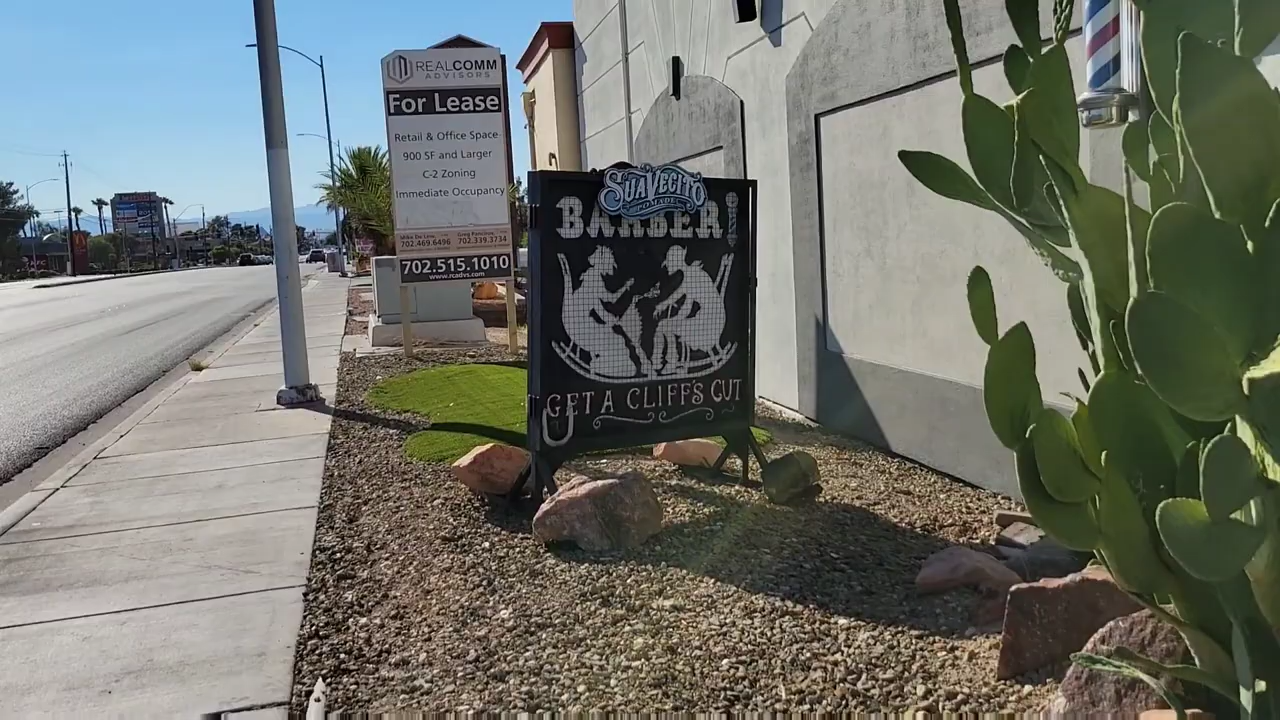 REALCOMM
ADVISORS
For Lease
Retail & Office Space
900 SF and Larger
C-2 Zoning
Immediate Occupancy
702.469.6496 702.339.3734
702.515.1010
www.rcadvs.com
SUAVECITO
POMADE
BARBER
GET A CLIFF'S CUT